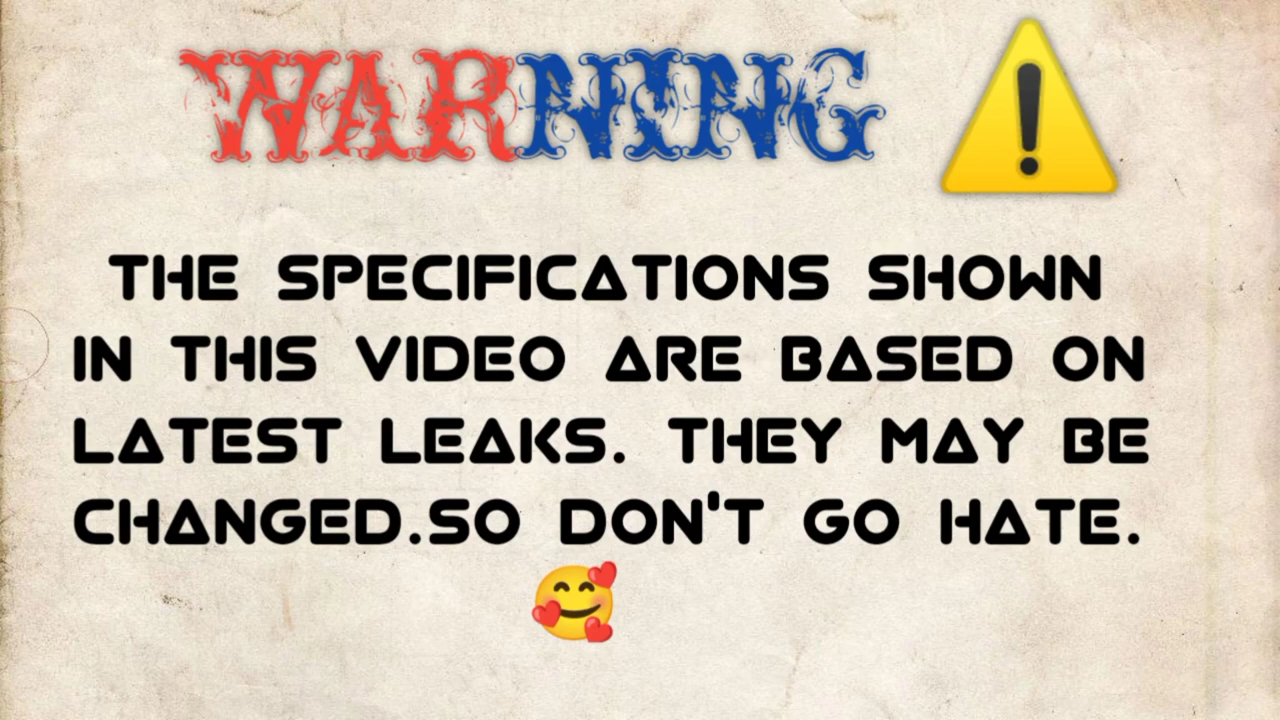 WARNING ⚠️
THE SPECIFICATIONS SHOWN
IN THIS VIDEO ARE BASED ON
LATEST LEAKS. THEY MAY BE
CHANGED.SO DON'T GO HATE.
🥰